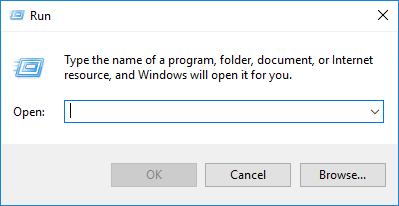 Run
Type the name of a program, folder, document, or Internet
resource, and Windows will open it for you.
Open:
OK Cancel Browse...